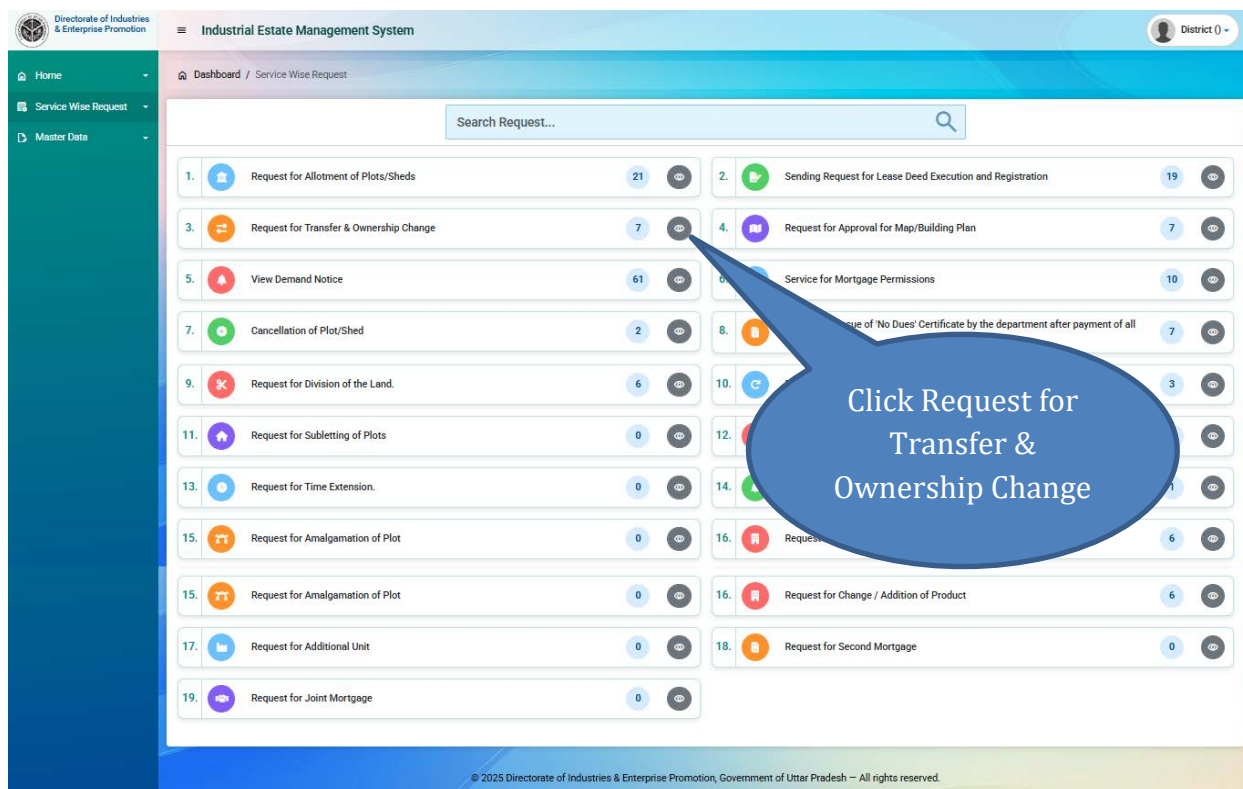 Directorate of Industries
& Enterprise Promotion
Industrial Estate Management System
District ()
Home
Service Wise Request
Master Data
Dashboard / Service Wise Request
Search Request...
1. Request for Allotment of Plots/Sheds 21
2. Sending Request for Lease Deed Execution and Registration 19
3. Request for Transfer & Ownership Change 7
4. Request for Approval for Map/Building Plan 7
5. View Demand Notice 61
Service for Mortgage Permissions 10
7. Cancellation of Plot/Shed 2
8. of 'No Dues' Certificate by the department after payment of all 7
9. Request for Division of the Land. 6
10. 3
11. Request for Subletting of Plots 0
12.
13. Request for Time Extension. 0
14. 1
15. Request for Amalgamation of Plot 0
16. 6
15. Request for Amalgamation of Plot 0
16. Request for Change / Addition of Product 6
17. Request for Additional Unit 0
18. Request for Second Mortgage 0
19. Request for Joint Mortgage 0
Click Request for
Transfer &
Ownership Change
© 2025 Directorate of Industries & Enterprise Promotion, Government of Uttar Pradesh — All rights reserved.